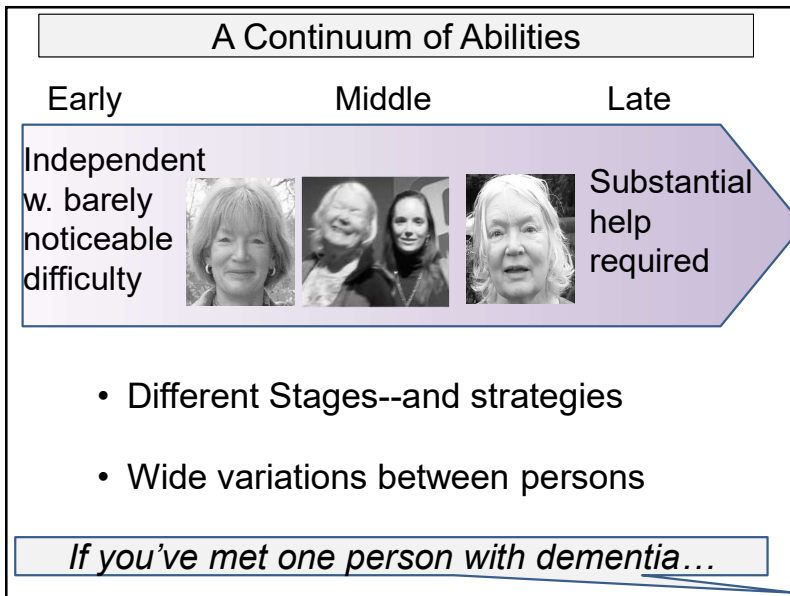 A Continuum of Abilities
Early Middle Late
Independent
w. barely
noticeable
difficulty
Substantial
help
required
• Different Stages--and strategies
• Wide variations between persons
If you’ve met one person with dementia…